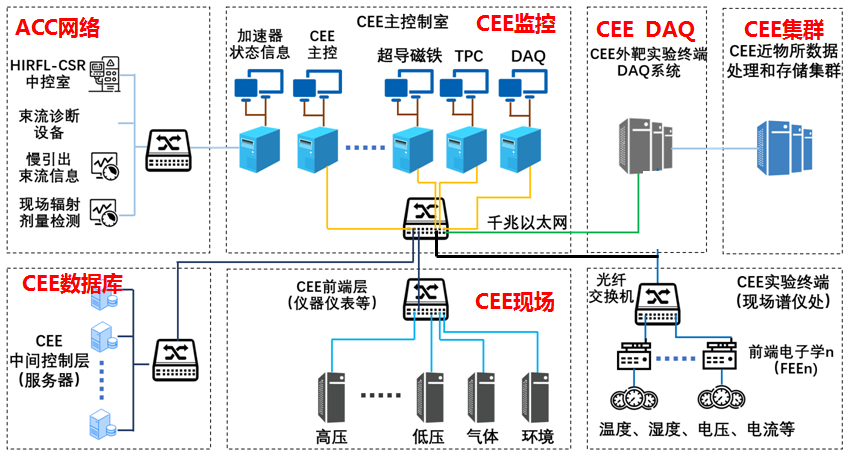 ACC网络
HIRFL-CSR
中控室
束流诊断
设备
慢引出
束流信息
现场辐射
剂量检测
CEE主控制室
CEE监控
加速器
状态信息
CEE
主控
超导磁铁
TPC
DAQ
千兆以太网
CEE DAQ
CEE外靶实验终端
DAQ系统
CEE集群
CEE近物所数据
处理和存储集群
CEE数据库
CEE
中间控制层
（服务器）
CEE前端层
（仪器仪表等）
CEE现场
高压
低压
气体
环境
光纤
交换机
CEE实验终端
（现场谱仪处）
前端电子学n
（FEEn）
温度、湿度、电压、电流等